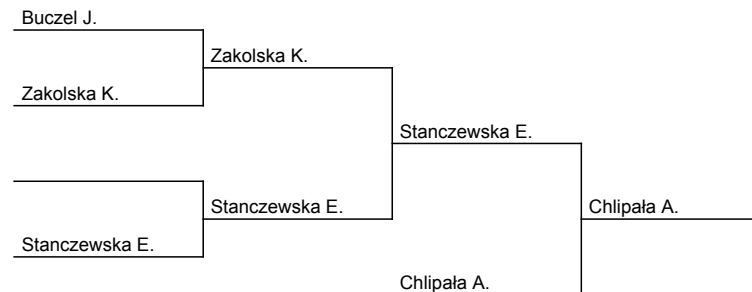 Buczel J.
Zakolska K.
Zakolska K.
Stanczewska E.
Stanczewska E.
Chlipała A.
Stanczewska E.
Chlipała A.